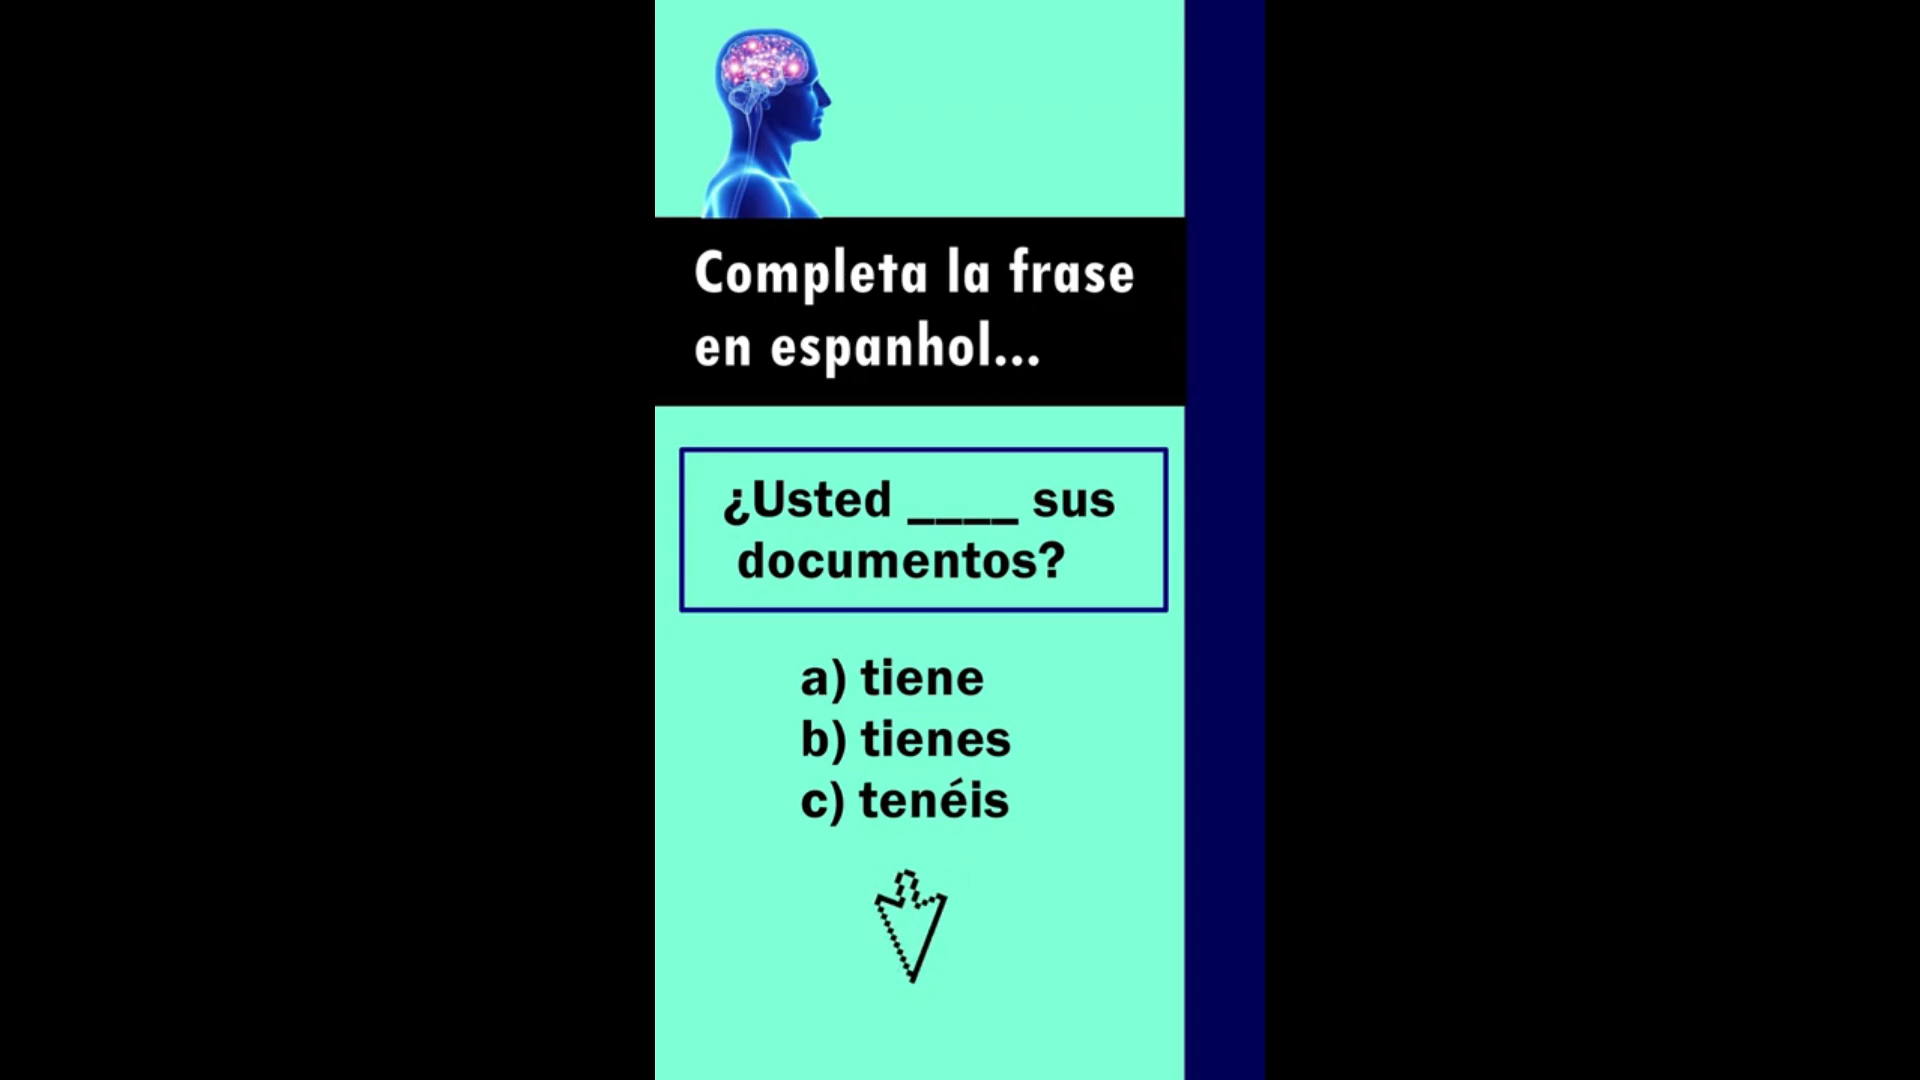 Completa la frase
en espanhol...
¿Usted ____ sus
documentos?
a) tiene
b) tienes
c) tenéis